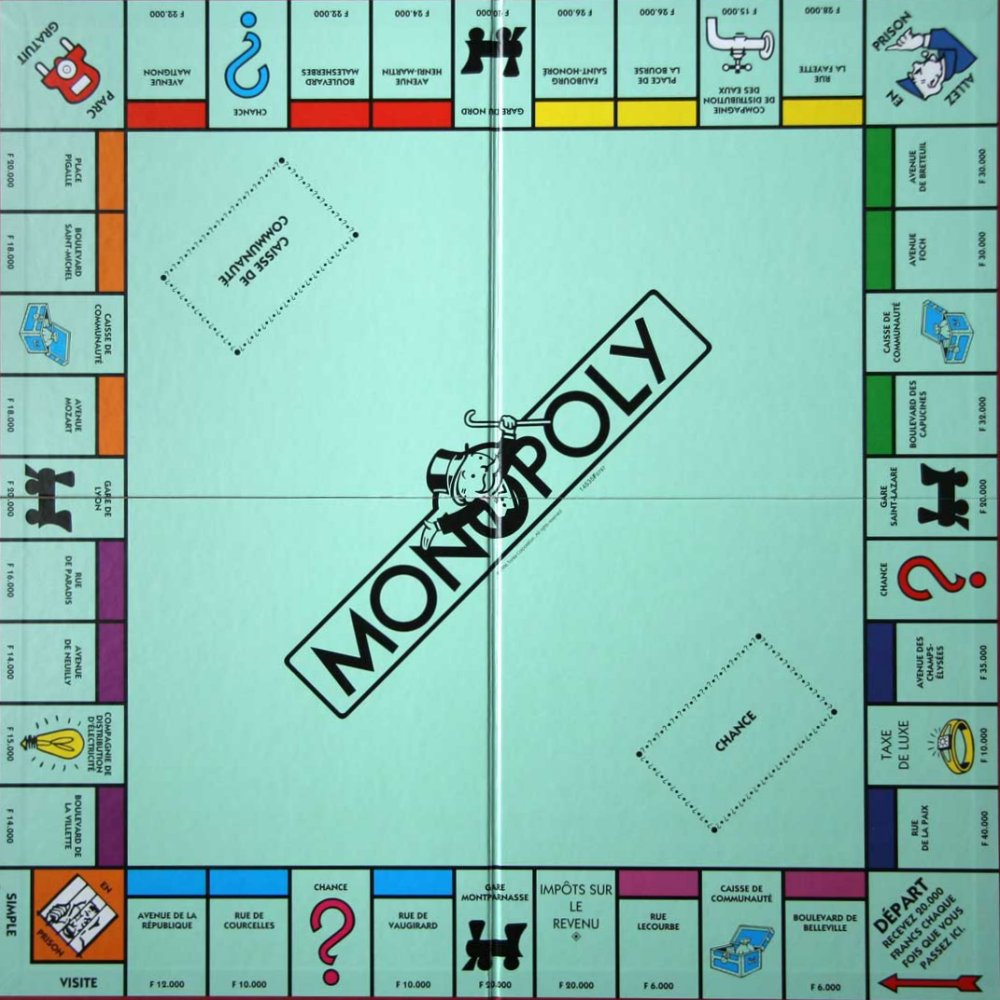 PARC
GRATUIT
AVENUE
MATIGNON
F 22.000
CHANCE
BOULEVARD
MALESHERBES
F 22.000
AVENUE
HENRI-MARTIN
F 24.000
GARE DU NORD
F 20.000
FAUBOURG
SAINT-HONORÉ
F 26.000
PLACE DE
LA BOURSE
F 26.000
COMPAGNIE
DE DISTRIBUTION
DES EAUX
F 15.000
RUE
LA FAYETTE
F 28.000
ALLEZ
EN
PRISON
AVENUE
DE BRETEUIL
F 30.000
AVENUE
FOCH
F 30.000
CAISSE DE
COMMUNAUTÉ
BOULEVARD DES
CAPUCINES
F 32.000
GARE
SAINT-LAZARE
F 20.000
CHANCE
AVENUE DES
CHAMPS-
ÉLYSÉES
F 35.000
TAXE
DE LUXE
F 10.000
RUE
DE LA PAIX
F 40.000
DÉPART
RECEVEZ 20.000
FRANCS CHAQUE
FOIS QUE VOUS
PASSEZ ICI.
BOULEVARD DE
BELLEVILLE
F 6.000
CAISSE DE
COMMUNAUTÉ
RUE
LECOURBE
F 6.000
IMPÔTS SUR
LE
REVENU
F 20.000
GARE
MONTPARNASSE
F 20.000
RUE DE
VAUGIRARD
F 10.000
CHANCE
RUE DE
COURCELLES
F 10.000
AVENUE DE LA
RÉPUBLIQUE
F 12.000
EN
PRISON
SIMPLE
VISITE
BOULEVARD DE
LA VILLETTE
F 14.000
COMPAGNIE DE
DISTRIBUTION
D'ÉLECTRICITÉ
F 15.000
AVENUE
DE NEUILLY
F 14.000
RUE
DE PARADIS
F 16.000
GARE DE
LYON
F 20.000
AVENUE
MOZART
F 18.000
CAISSE DE
COMMUNAUTÉ
BOULEVARD
SAINT-MICHEL
F 18.000
PLACE
PIGALLE
F 20.000
CAISSE DE
COMMUNAUTÉ
MONOPOLY
CHANCE